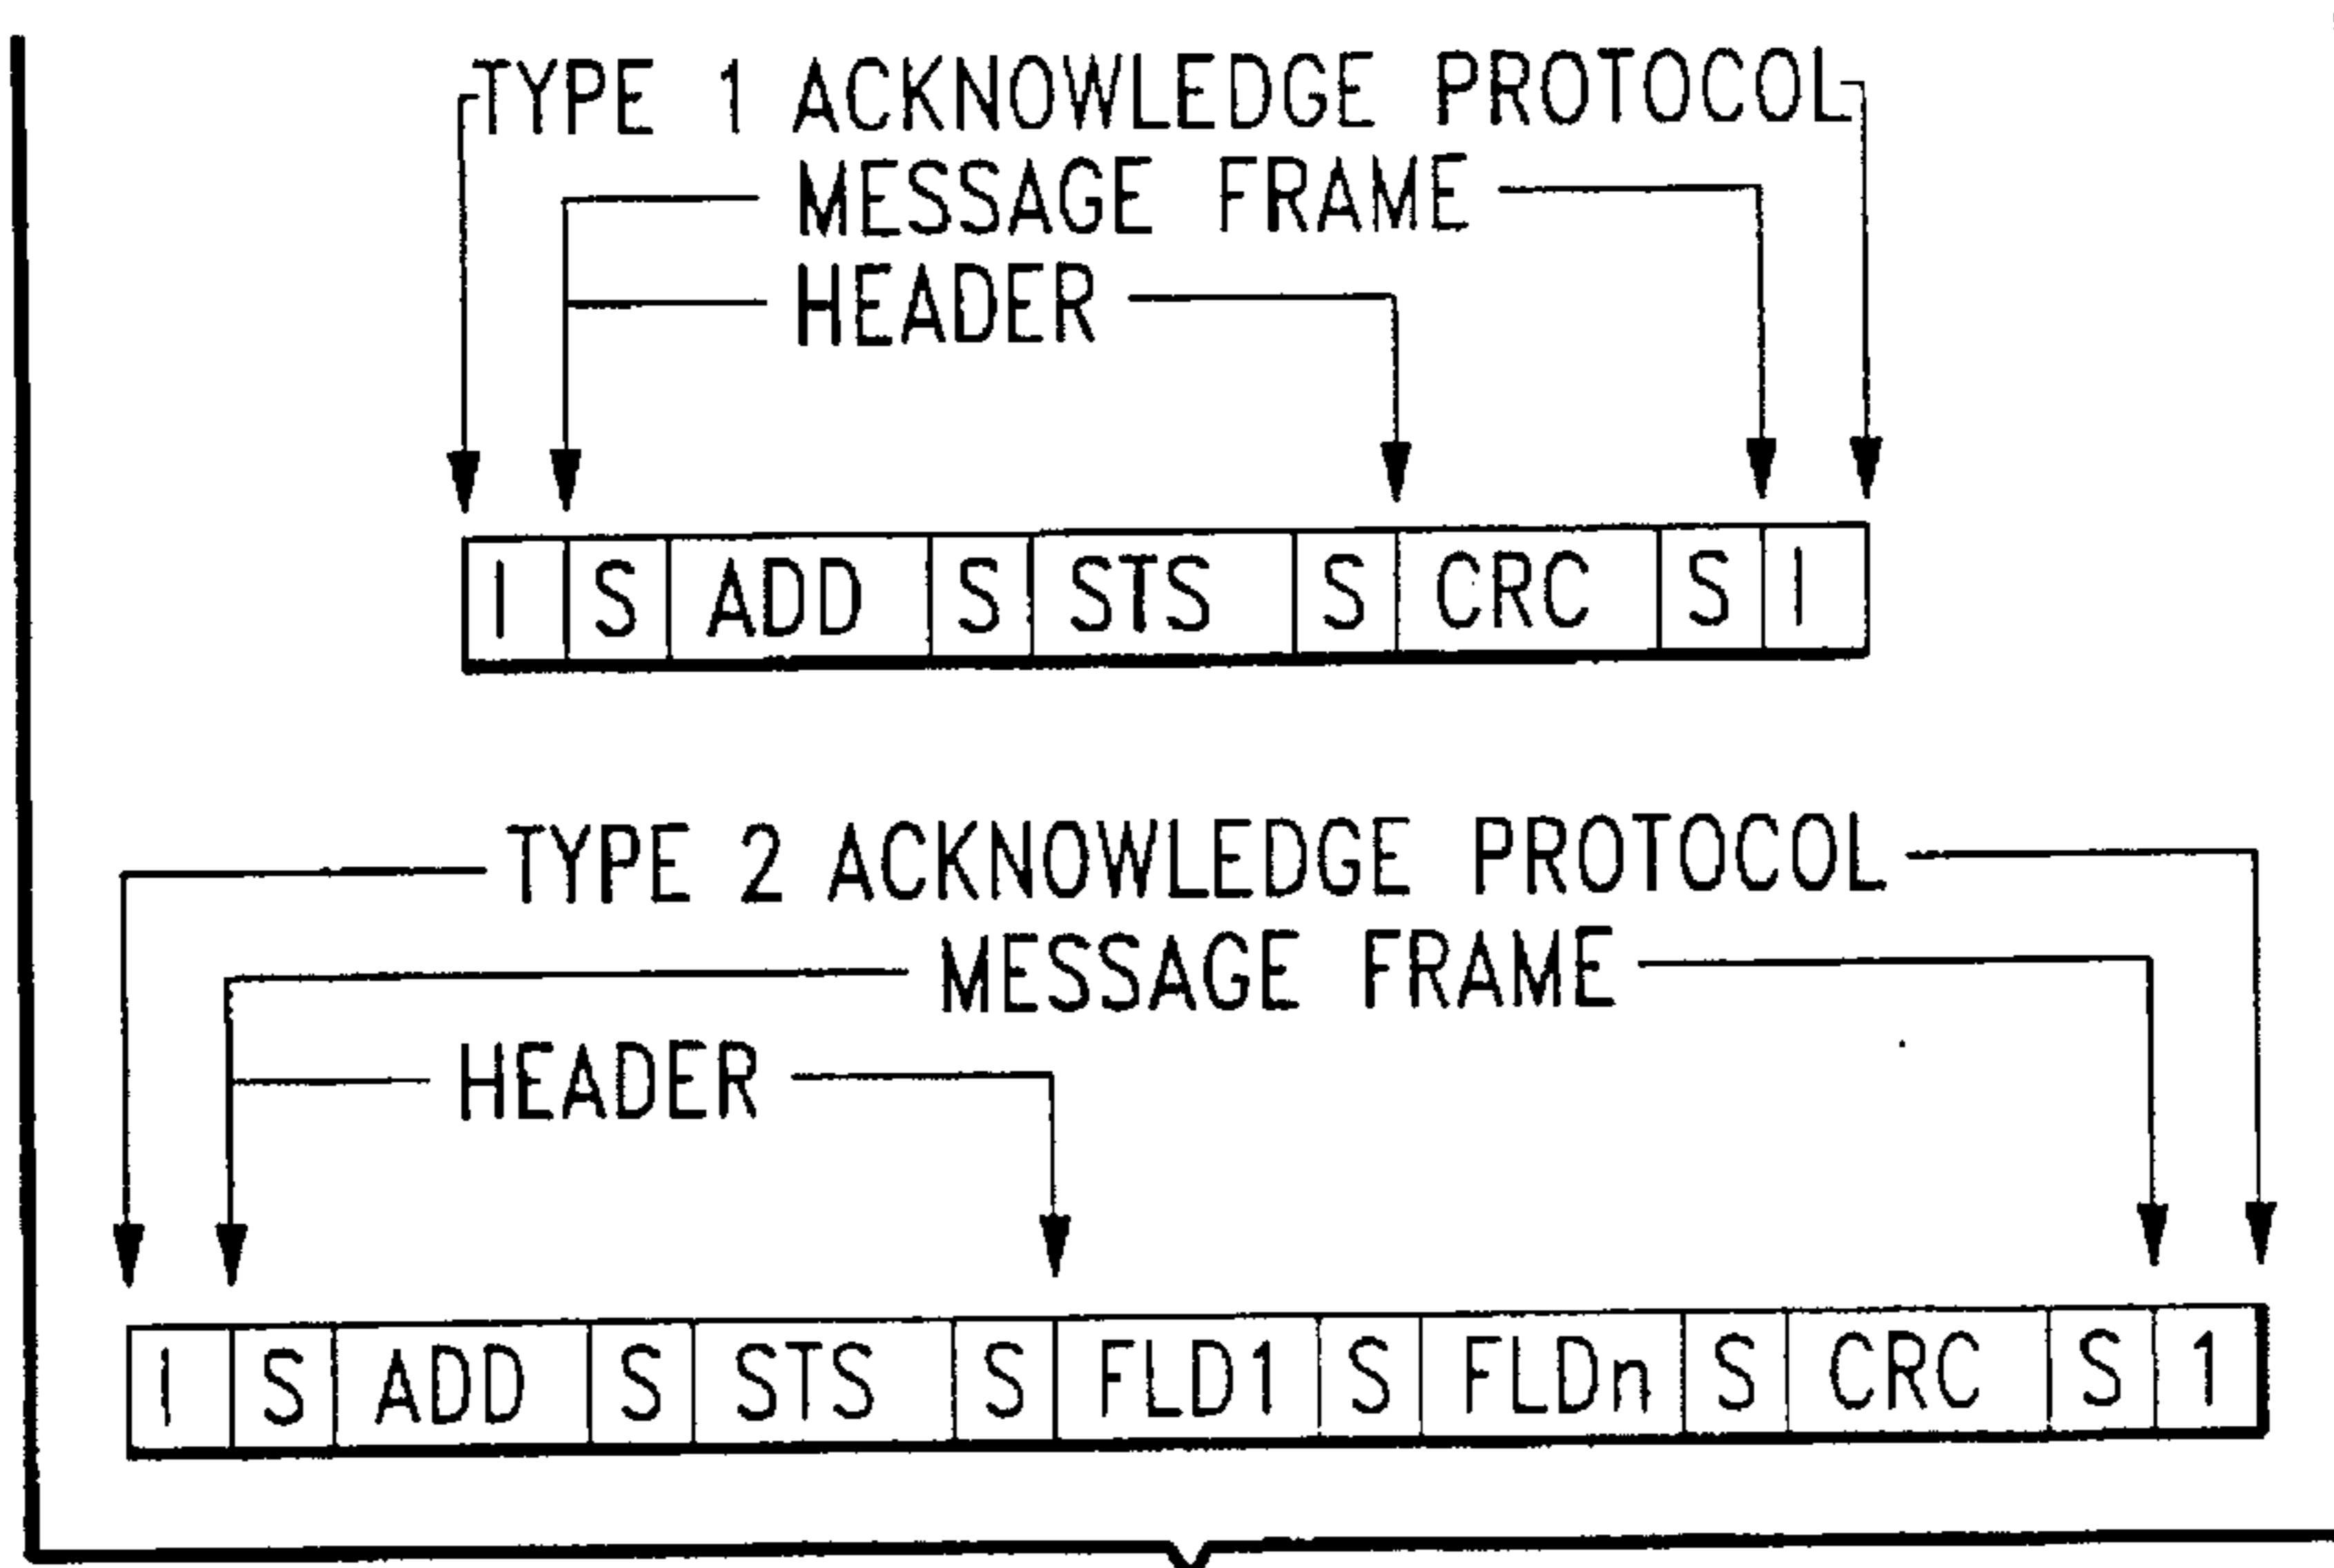 TYPE 1 ACKNOWLEDGE PROTOCOL
MESSAGE FRAME
HEADER
I S ADD S STS S CRC S I
TYPE 2 ACKNOWLEDGE PROTOCOL
MESSAGE FRAME
HEADER
I S ADD S STS S FLD1 S FLDn S CRC S 1